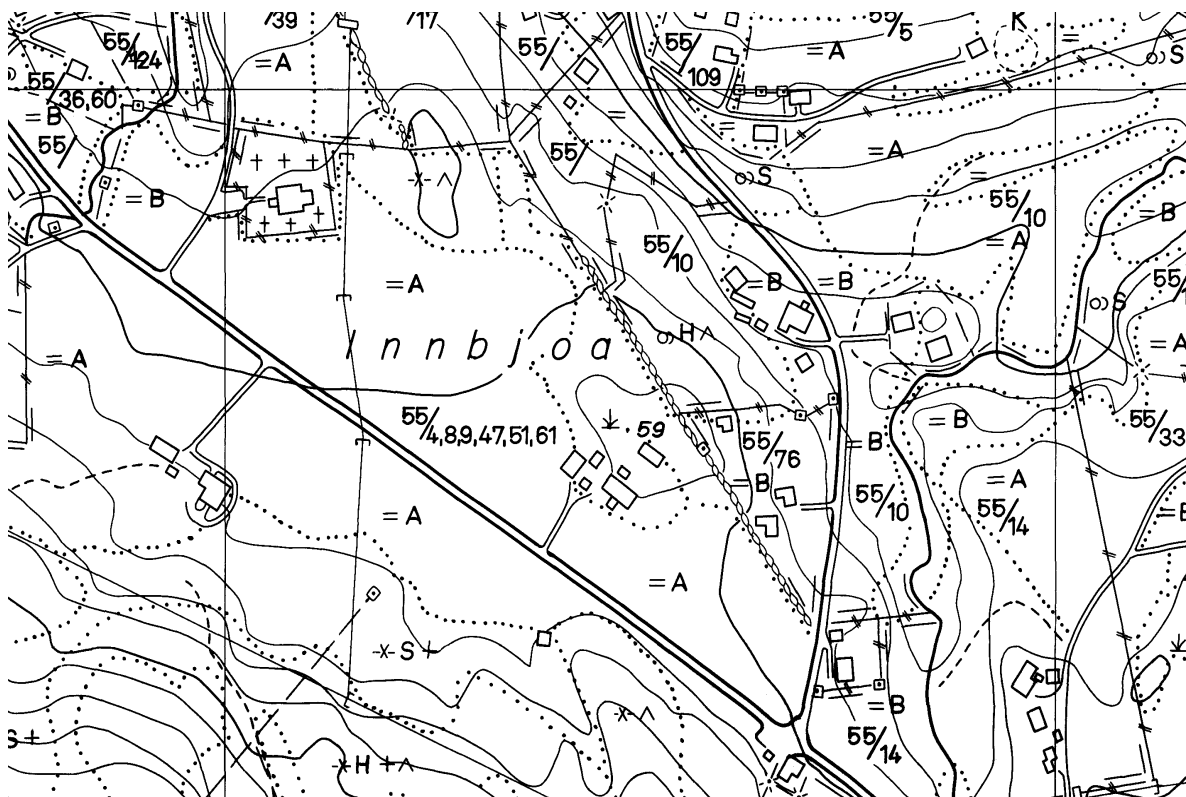 /39
/17
55/
55/5
K
55/124
= A
55/
= A
S
55/
36,60
109
= B
55/
55/
= A
S
= B
55/10
= A
= B
55/10
= A
= B
= B
S
H
= A
Innbjoa
= A
55/4,8,9,47,51,61
59
55/76
= B
= B
55/33
= B
= A
= A
55/10
55/14
= A
S
= B
55/14
S
H